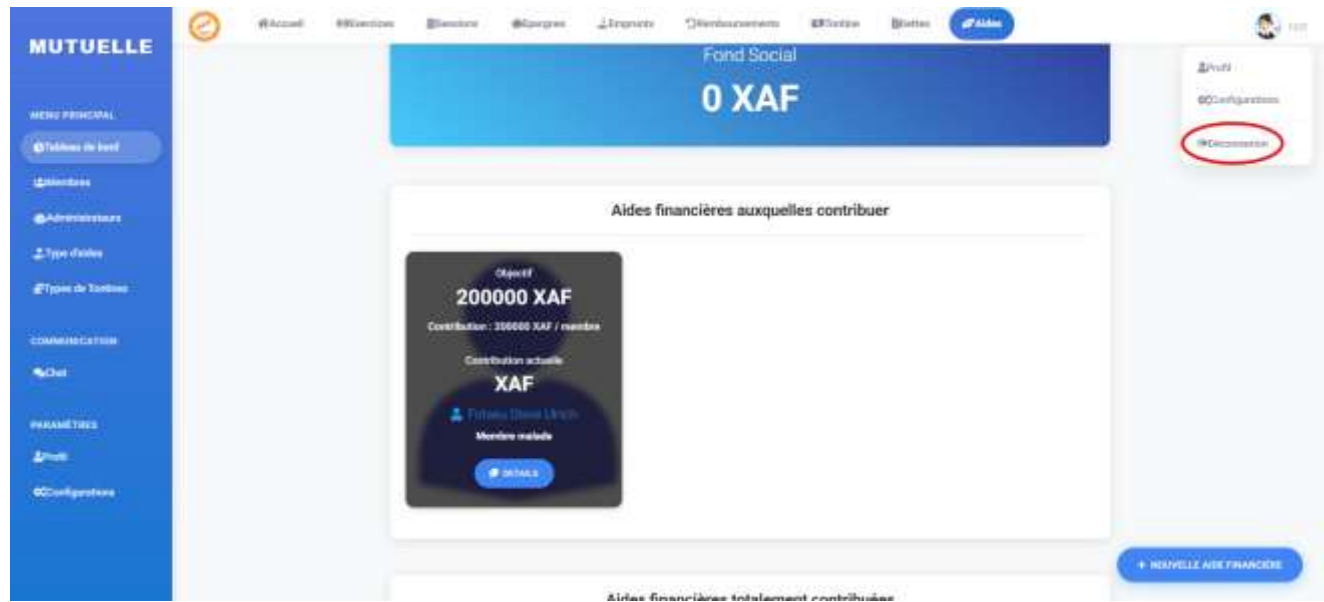 MUTUELLE
Accueil Exercices Sessions Epargnes Emprunts Remboursements Tontine Dettes Aides
test
MENU PRINCIPAL
Tableau de bord
Membres
Administrateurs
Type d'aides
Types de Tontines
COMMUNICATION
Chat
PARAMÈTRES
Profil
Configurations
Fond Social
0 XAF
Profil
Configurations
Déconnexion
Aides financières auxquelles contribuer
Objectif
200000 XAF
Contribution : 200000 XAF / membre
Contribution actuelle
XAF
Ulrich
Membre malade
DETAILS
+ NOUVELLE AIDE FINANCIÈRE
Aides financières totalement contribuées